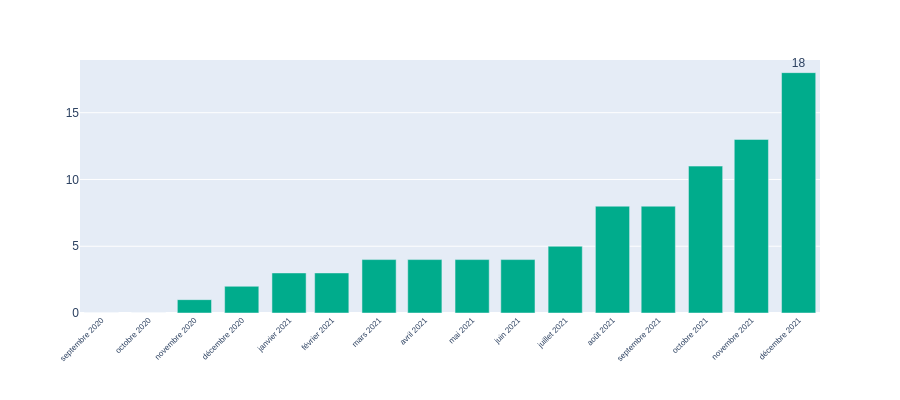 18
15
10
5
0
septembre 2020
octobre 2020
novembre 2020
décembre 2020
janvier 2021
février 2021
mars 2021
avril 2021
mai 2021
juin 2021
juillet 2021
août 2021
septembre 2021
octobre 2021
novembre 2021
décembre 2021